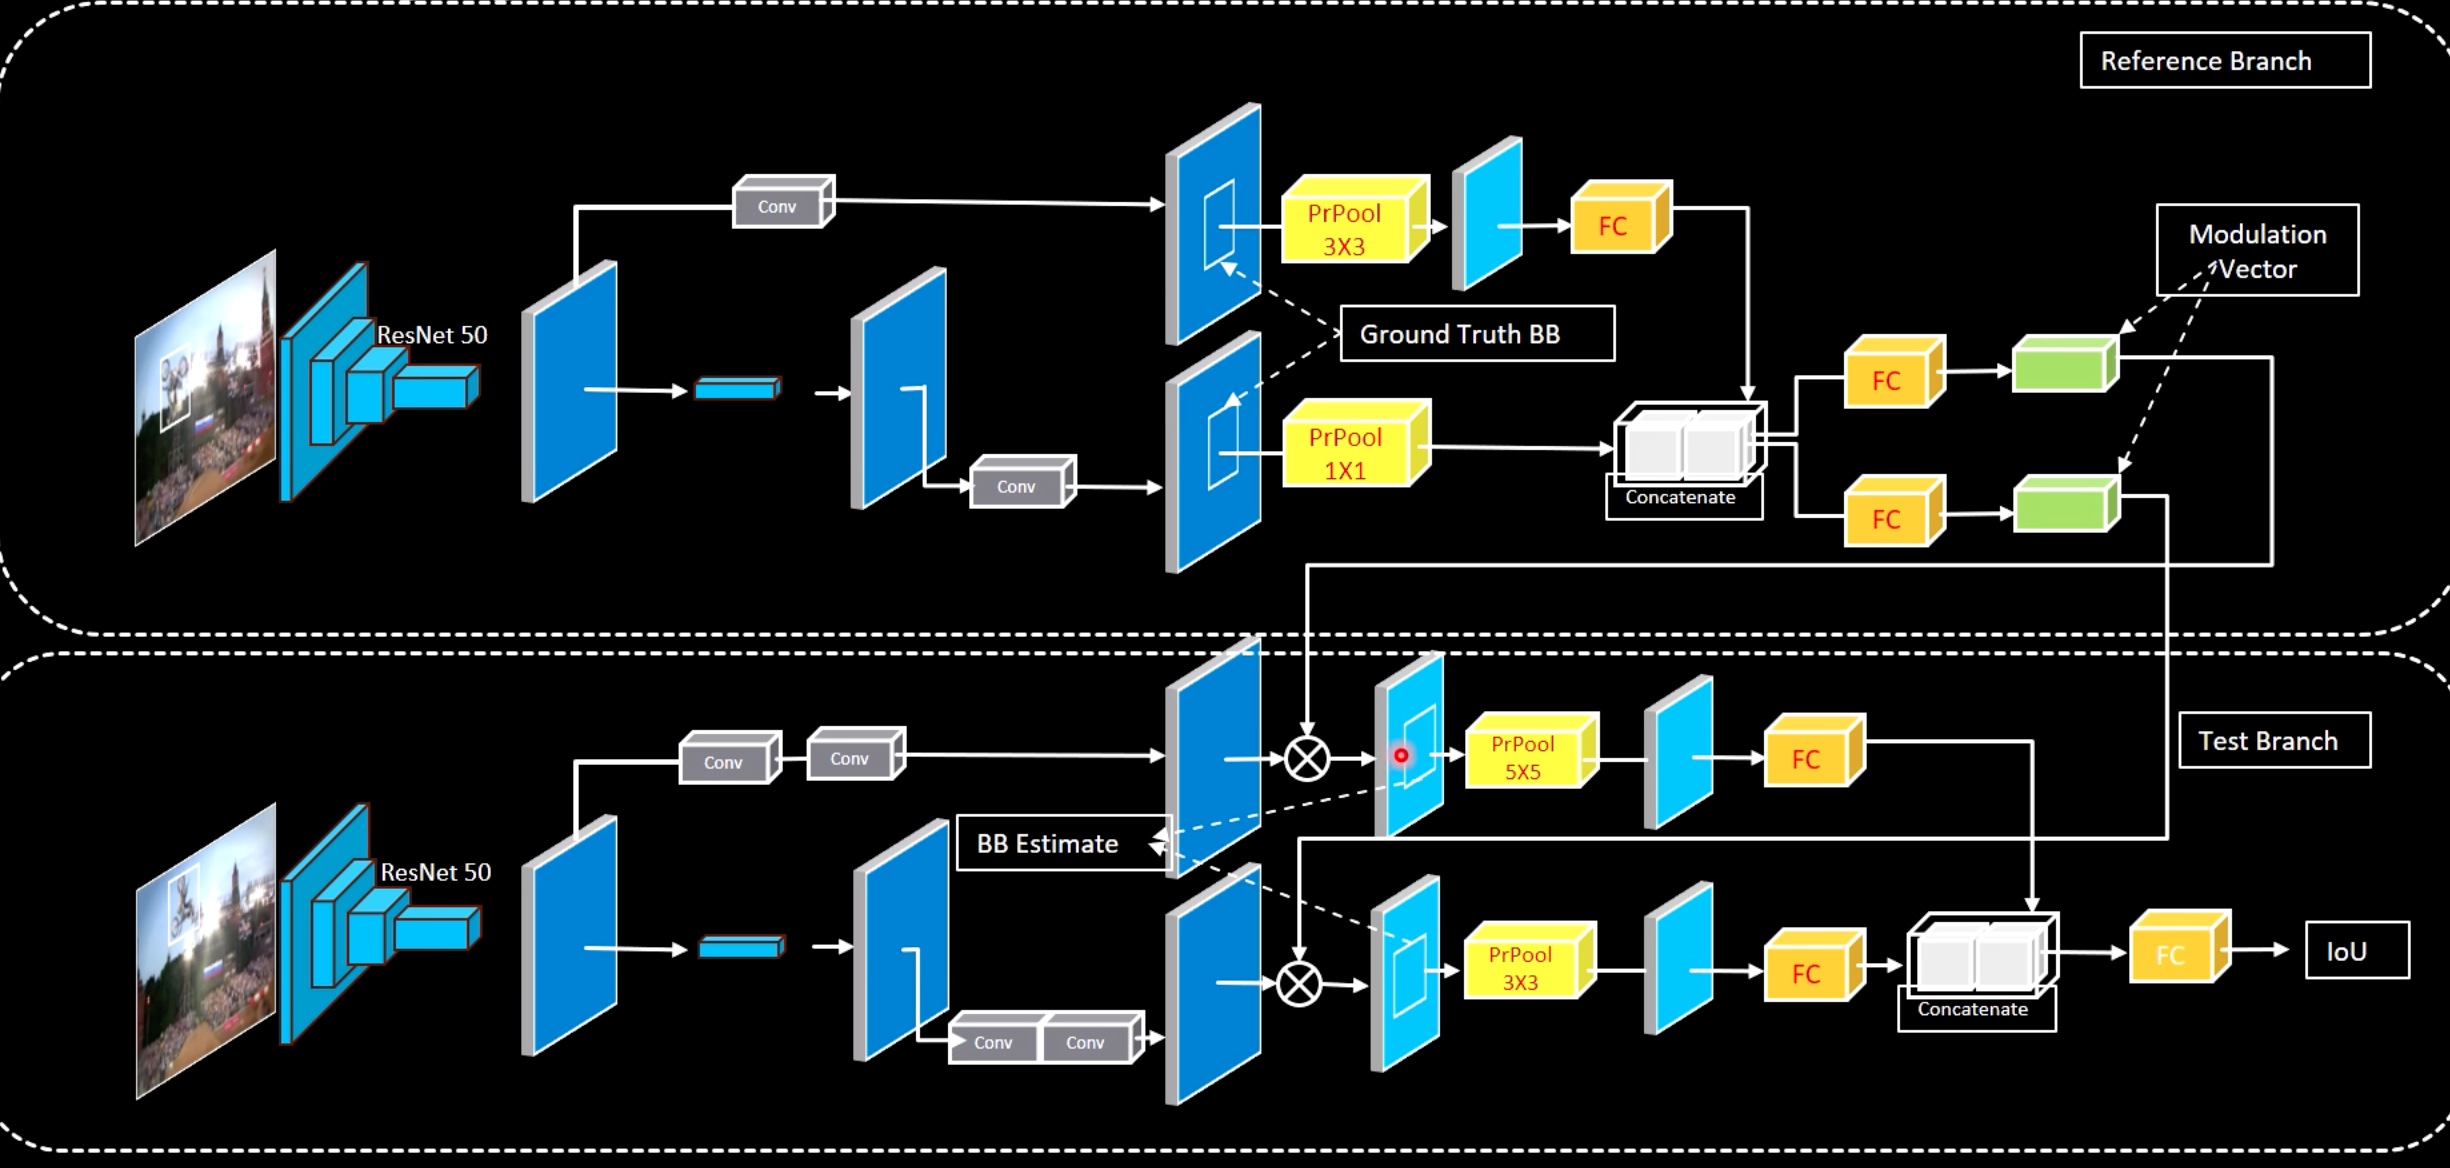 Reference Branch
Conv
PrPool
3X3
FC
Modulation
Vector
ResNet 50
Ground Truth BB
FC
PrPool
1X1
Conv
Concatenate
FC
Test Branch
Conv
Conv
PrPool
5X5
FC
BB Estimate
ResNet 50
PrPool
3X3
FC
Concatenate
FC
IoU
Conv
Conv